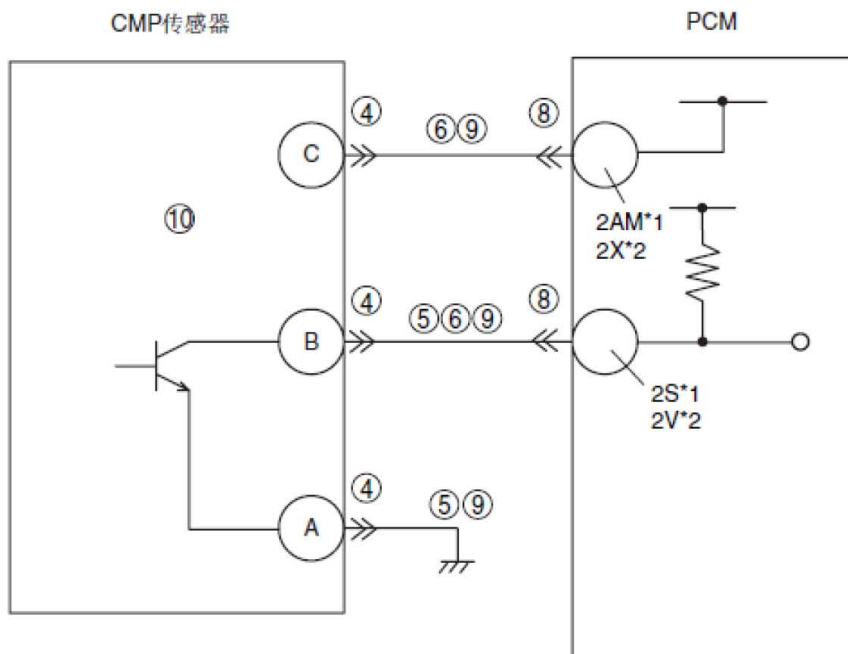 CMP传感器
PCM
④
⑥⑨
⑧
C
2AM*1
2X*2
⑩
④
⑤⑥⑨
⑧
B
2S*1
2V*2
④
⑤⑨
A